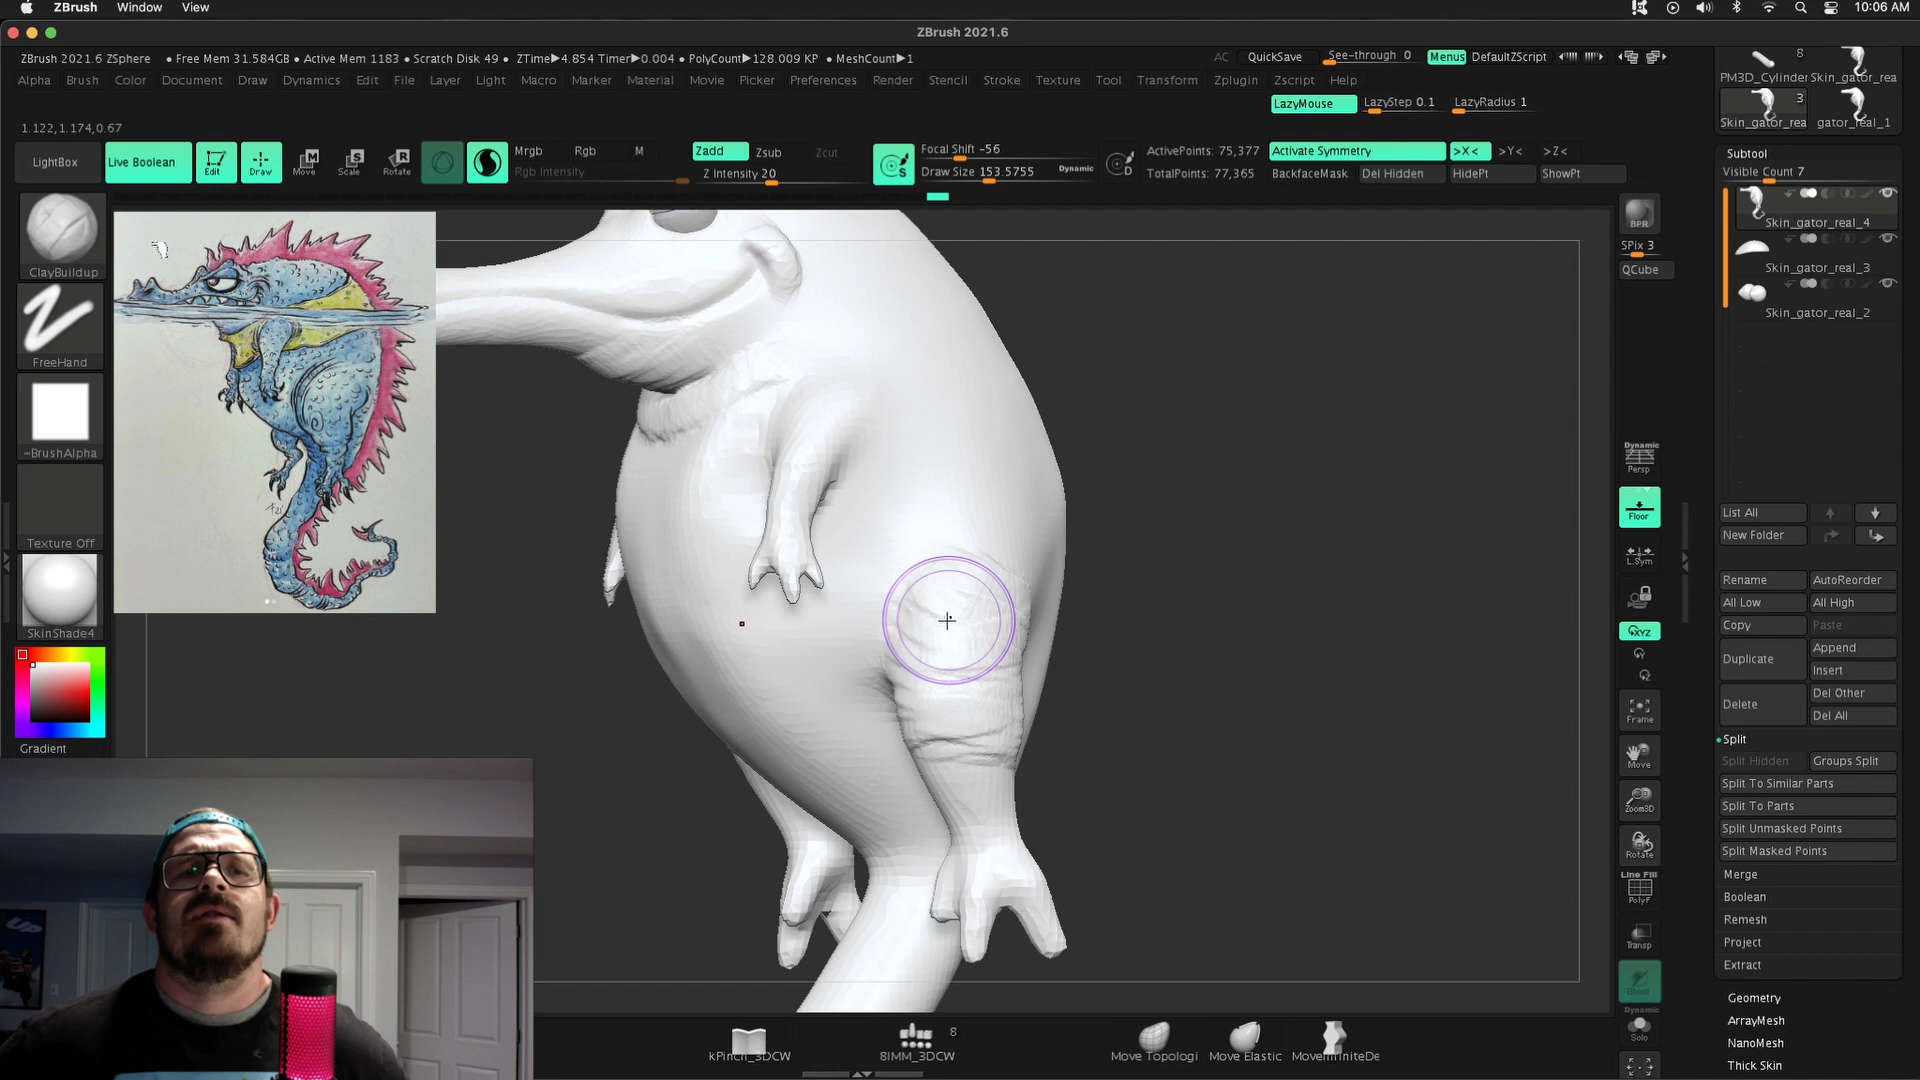 ZBrush Window View 10:06 AM
ZBrush 2021.6
ZBrush 2021.6 ZSphere • Free Mem 31.584GB • Active Mem 1183 • Scratch Disk 49 • ZTime▶4.854 Timer▶0.004 • PolyCount▶128.009 KP • MeshCount▶1 AC QuickSave See-through 0 Menus DefaultZScript
Alpha Brush Color Document Draw Dynamics Edit File Layer Light Macro Marker Material Movie Picker Preferences Render Stencil Stroke Texture Tool Transform Zplugin Zscript Help
LazyMouse LazyStep 0.1 LazyRadius 1
1.122,1.174,0.67
LightBox Live Boolean Edit Draw Move Scale Rotate
Mrgb Rgb M
Rgb Intensity
Zadd Zsub Zcut
Z Intensity 20
Focal Shift -56
Draw Size 153.5755 Dynamic
ActivePoints: 75,377
TotalPoints: 77,365
Activate Symmetry >X< >Y< >Z<
BackfaceMask Del Hidden HidePt ShowPt
ClayBuildup
FreeHand
~BrushAlpha
Texture Off
SkinShade4
Gradient
BPR
SPix 3
QCube
Dynamic
Persp
Floor
L.Sym
XYZ
Frame
Move
Zoom3D
Rotate
Line Fill
PolyF
Transp
Ghost
Dynamic
Solo
8
PM3D_Cylinder Skin_gator_rea
3
Skin_gator_rea gator_real_1
Subtool
Visible Count 7
Skin_gator_real_4
Skin_gator_real_3
Skin_gator_real_2
List All
New Folder
Rename AutoReorder
All Low All High
Copy Paste
Duplicate Append
Insert
Delete Del Other
Del All
Split
Split Hidden Groups Split
Split To Similar Parts
Split To Parts
Split Unmasked Points
Split Masked Points
Merge
Boolean
Remesh
Project
Extract
Geometry
ArrayMesh
NanoMesh
Thick Skin
8
kPinch_3DCW 8IMM_3DCW Move Topologi Move Elastic MoveInfiniteDe
UP